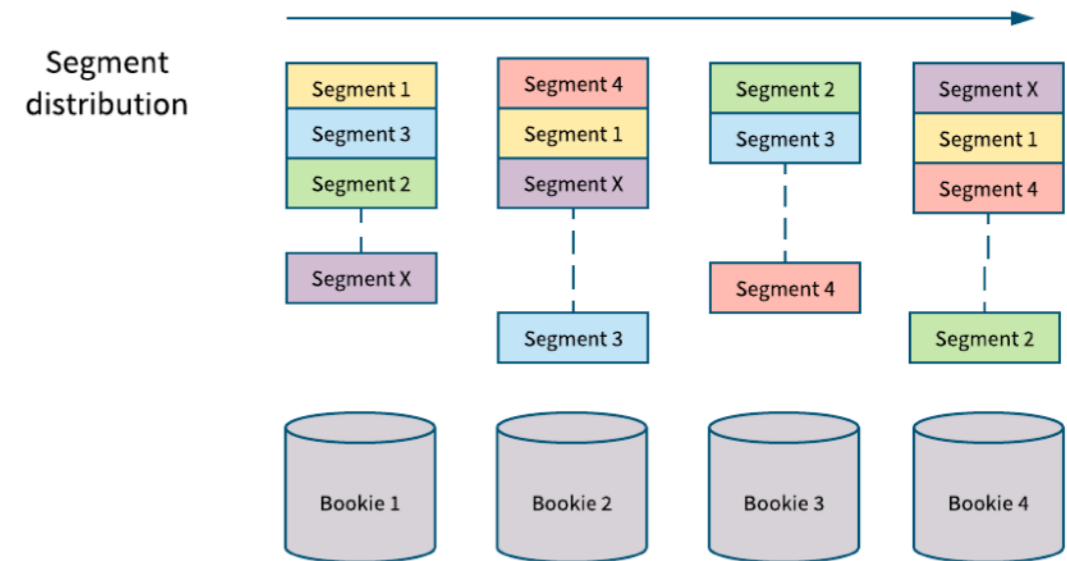 Segment
distribution
Segment 1
Segment 3
Segment 2
Segment X
Segment 4
Segment 1
Segment X
Segment 3
Segment 2
Segment 3
Segment 4
Segment X
Segment 1
Segment 4
Segment 2
Bookie 1
Bookie 2
Bookie 3
Bookie 4